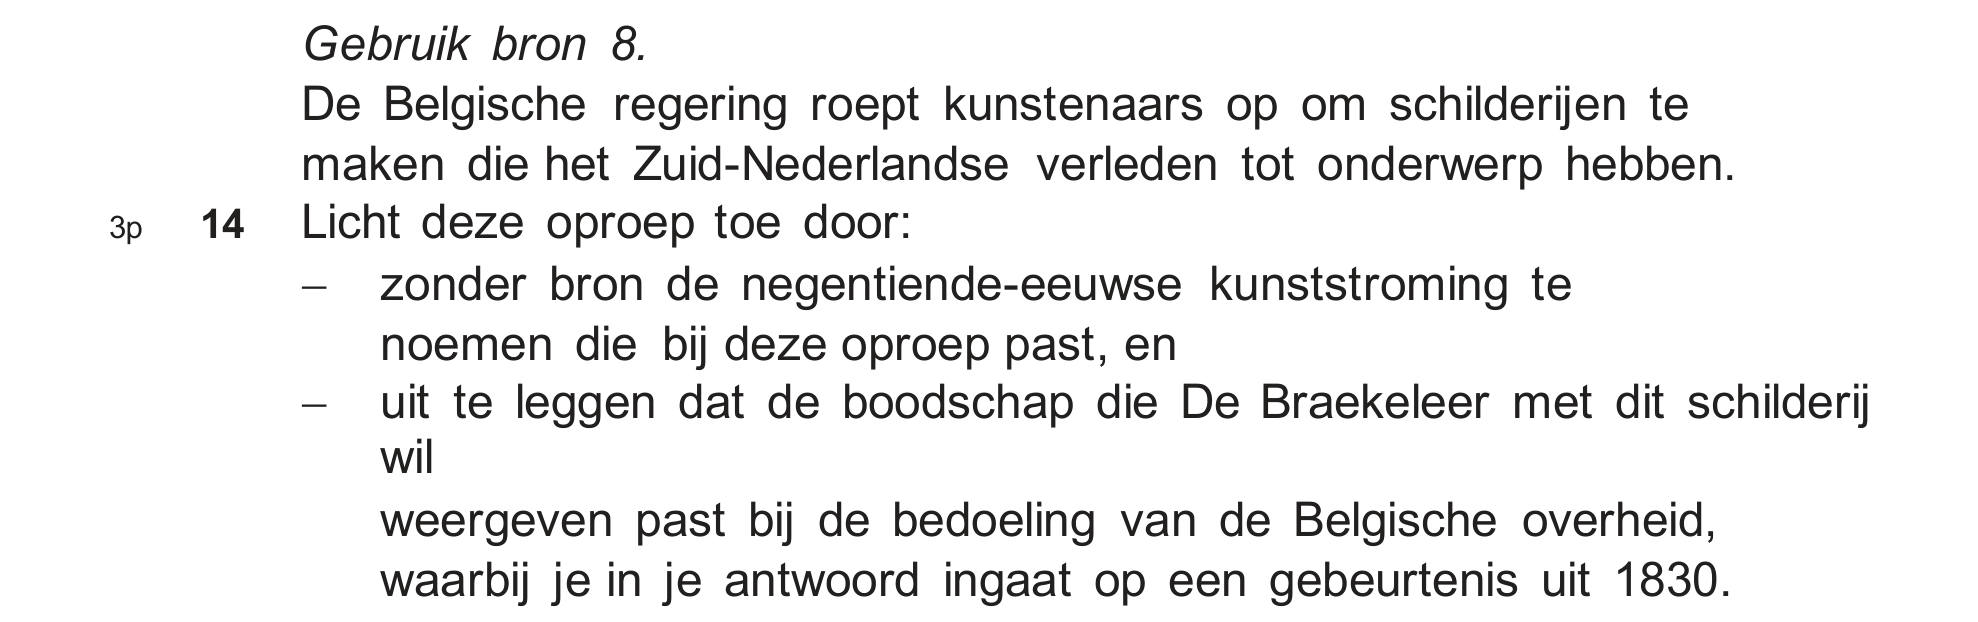 Gebruik bron 8.
De Belgische regering roept kunstenaars op om schilderijen te
maken die het Zuid-Nederlandse verleden tot onderwerp hebben.
3p 14 Licht deze oproep toe door:
– zonder bron de negentiende-eeuwse kunststroming te
noemen die bij deze oproep past, en
– uit te leggen dat de boodschap die De Braekeleer met dit schilderij
wil
weergeven past bij de bedoeling van de Belgische overheid,
waarbij je in je antwoord ingaat op een gebeurtenis uit 1830.